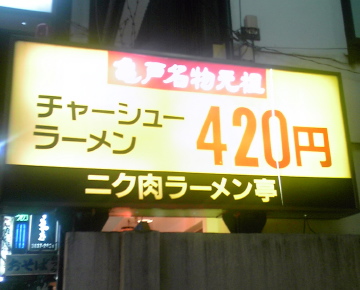 亀戸名物元祖
チャーシュー
ラーメン
420円
ニク肉ラーメン亭